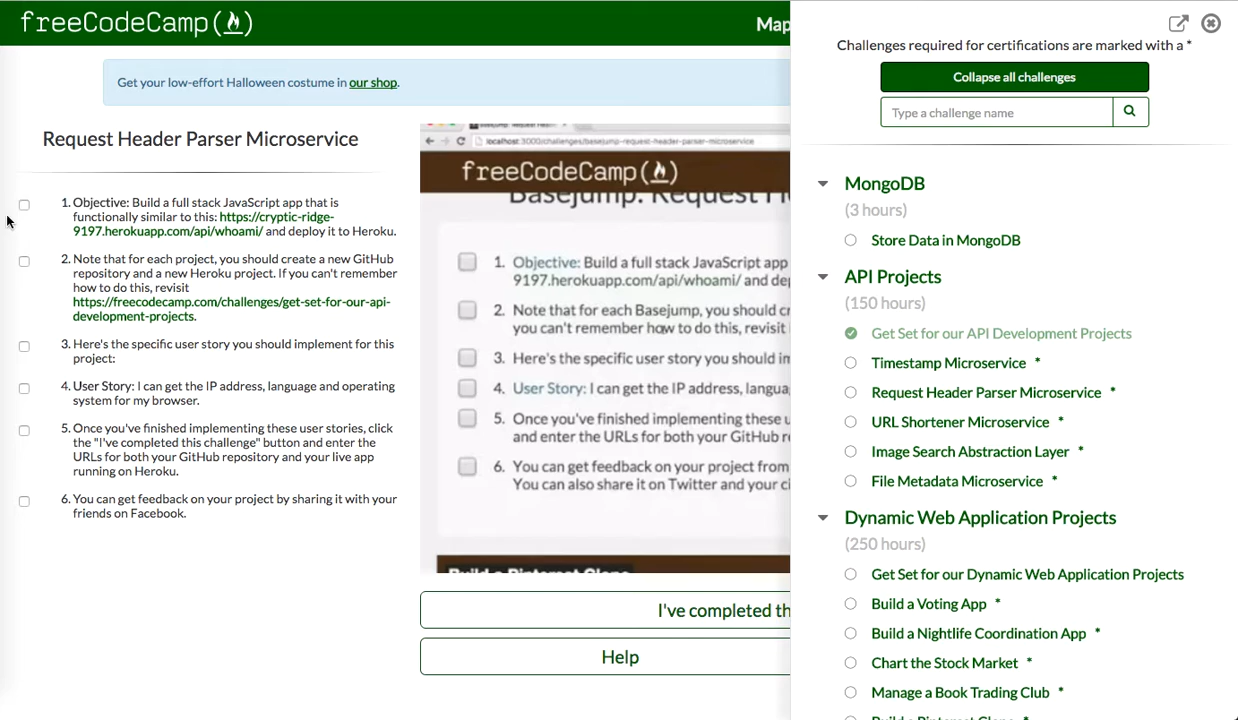 freeCodeCamp
Map
Get your low-effort Halloween costume in our shop.
Request Header Parser Microservice
1. Objective: Build a full stack JavaScript app that is
functionally similar to this: https://cryptic-ridge-
9197.herokuapp.com/api/whoami/ and deploy it to Heroku.
2. Note that for each project, you should create a new GitHub
repository and a new Heroku project. If you can't remember
how to do this, revisit
https://freecodecamp.com/challenges/get-set-for-our-api-
development-projects.
3. Here's the specific user story you should implement for this
project:
4. User Story: I can get the IP address, language and operating
system for my browser.
5. Once you've finished implementing these user stories, click
the "I've completed this challenge" button and enter the
URLs for both your GitHub repository and your live app
running on Heroku.
6. You can get feedback on your project by sharing it with your
friends on Facebook.
localhost:3000/challenges/basejump-request-header-parser-microservice
freeCodeCamp
Basejump: Request H
1. Objective: Build a full stack JavaScript app
9197.herokuapp.com/api/whoami/ and de
2. Note that for each Basejump, you should cr
you can't remember how to do this, revisit
3. Here's the specific user story you should im
4. User Story: I can get the IP address, langua
5. Once you've finished implementing these u
and enter the URLs for both your GitHub r
6. You can get feedback on your project from
You can also share it on Twitter and your ci
Build a Pinterest Clone
I've completed th
Help
Challenges required for certifications are marked with a *
Collapse all challenges
Type a challenge name
MongoDB
(3 hours)
Store Data in MongoDB
API Projects
(150 hours)
Get Set for our API Development Projects
Timestamp Microservice *
Request Header Parser Microservice *
URL Shortener Microservice *
Image Search Abstraction Layer *
File Metadata Microservice *
Dynamic Web Application Projects
(250 hours)
Get Set for our Dynamic Web Application Projects
Build a Voting App *
Build a Nightlife Coordination App *
Chart the Stock Market *
Manage a Book Trading Club *
Build a Pinterest Clone *